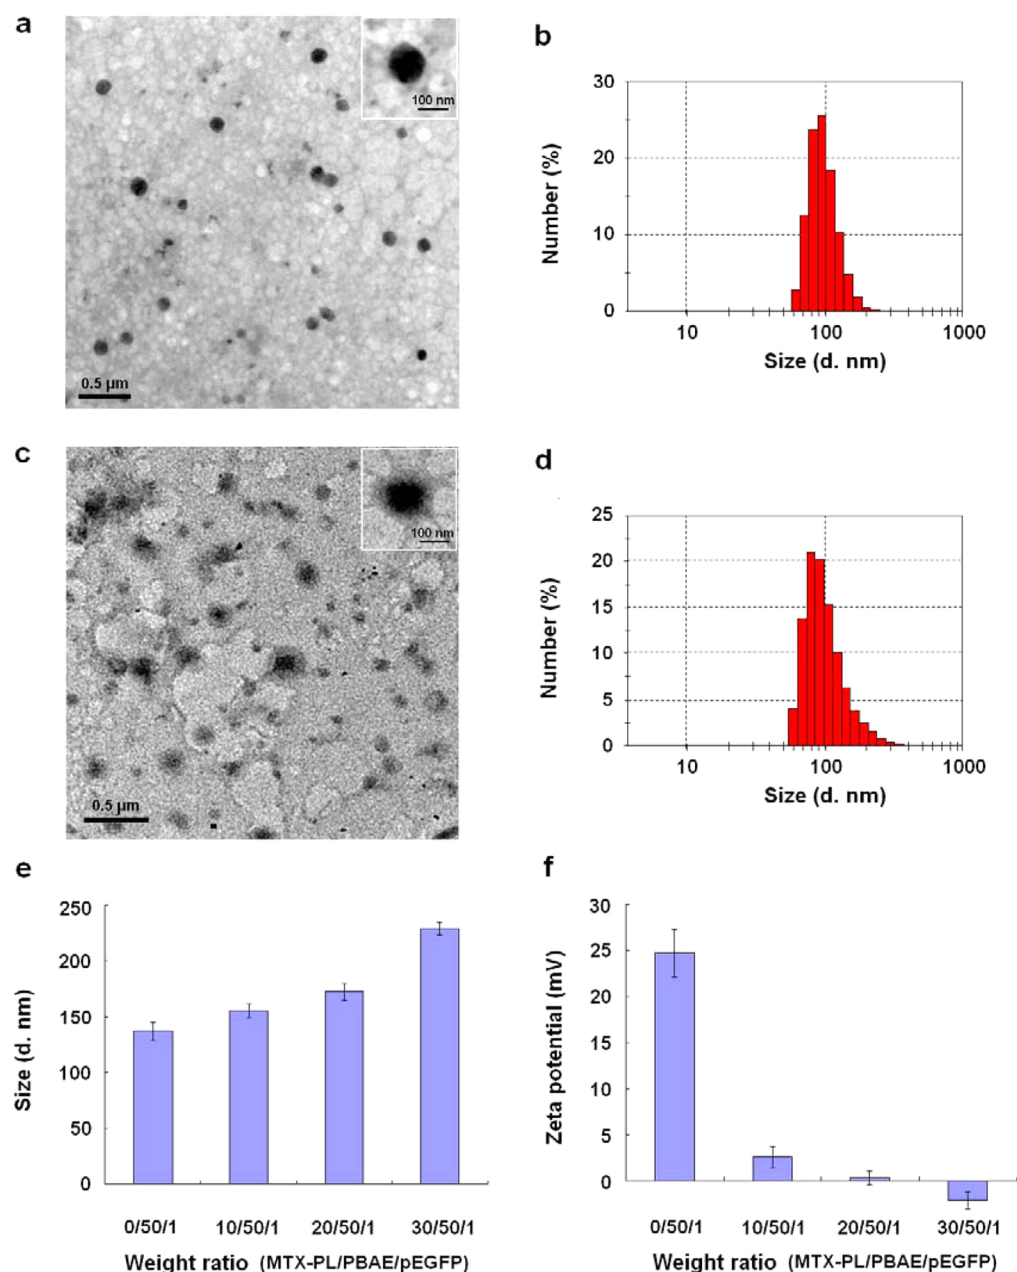 a
100 nm
0.5 µm
b
30
20
10
0
Number (%)
10 100 1000
Size (d. nm)
c
100 nm
0.5 µm
d
25
20
15
10
5
0
Number (%)
10 100 1000
Size (d. nm)
e
250
200
150
100
50
0
Size (d. nm)
0/50/1 10/50/1 20/50/1 30/50/1
Weight ratio (MTX-PL/PBAE/pEGFP)
f
30
25
20
15
10
5
0
Zeta potential (mV)
0/50/1 10/50/1 20/50/1 30/50/1
Weight ratio (MTX-PL/PBAE/pEGFP)